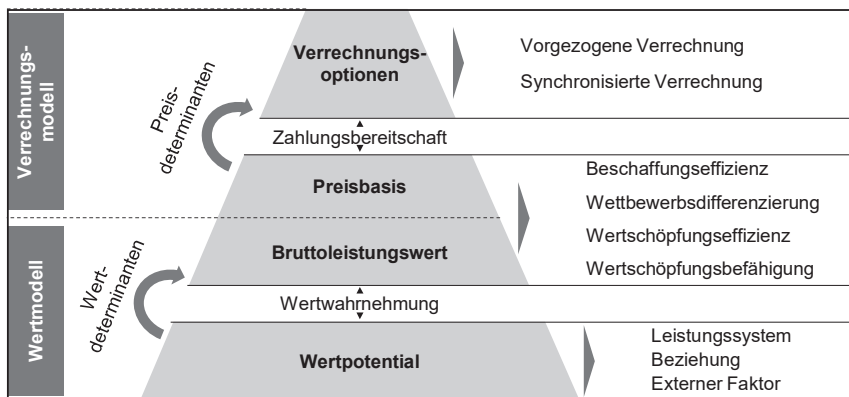 Verrechnungs-
modell
Preis-
determinanten
Verrechnungs-
optionen
Vorgezogene Verrechnung
Synchronisierte Verrechnung
Zahlungsbereitschaft
Preisbasis
Beschaffungseffizienz
Wettbewerbsdifferenzierung
Wertmodell
Wert-
determinanten
Bruttoleistungswert
Wertschöpfungseffizienz
Wertschöpfungsbefähigung
Wertwahrnehmung
Wertpotential
Leistungssystem
Beziehung
Externer Faktor